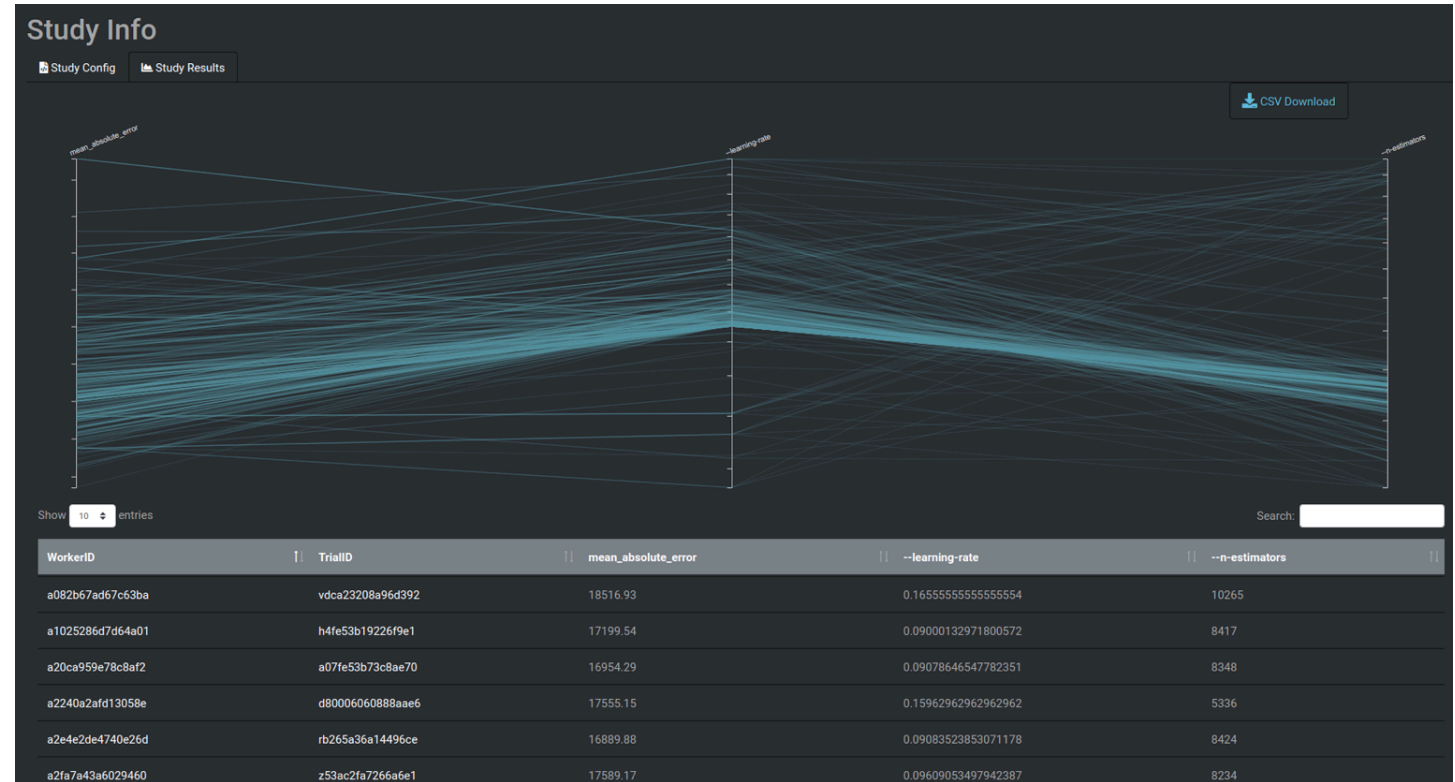 Study Info
Study Config Study Results
CSV Download
mean_absolute_error --learning-rate --n-estimators
Show 10 entries Search:
WorkerID TrialID mean_absolute_error --learning-rate --n-estimators
a082b67ad67c63ba vdca23208a96d392 18516.93 0.16555555555555554 10265
a1025286d7d64a01 h4fe53b19226f9e1 17199.54 0.09000132971800572 8417
a20ca959e78c8af2 a07fe53b73c8ae70 16954.29 0.09078646547782351 8348
a2240a2afd13058e d80006060888aae6 17555.15 0.15962962962962962 5336
a2e4e2de4740e26d rb265a36a14496ce 16889.88 0.09083523853071178 8424
a2fa7a43a6029460 z53ac2fa7266a6e1 17589.17 0.09609053497942387 8234